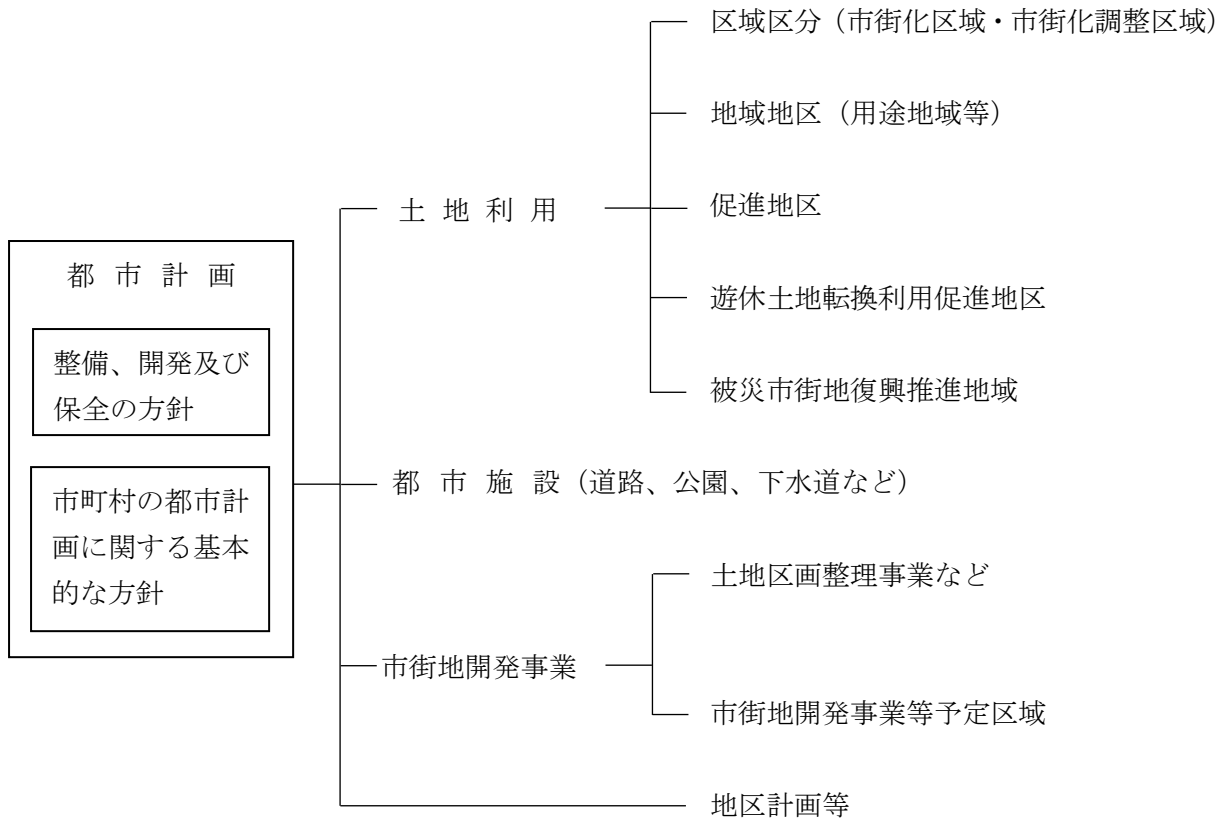 都市計画
整備、開発及び
保全の方針
市町村の都市計
画に関する基本
的な方針
土地利用
区域区分（市街化区域・市街化調整区域）
地域地区（用途地域等）
促進地区
遊休土地転換利用促進地区
被災市街地復興推進地域
都市施設（道路、公園、下水道など）
市街地開発事業
土地区画整理事業など
市街地開発事業等予定区域
地区計画等